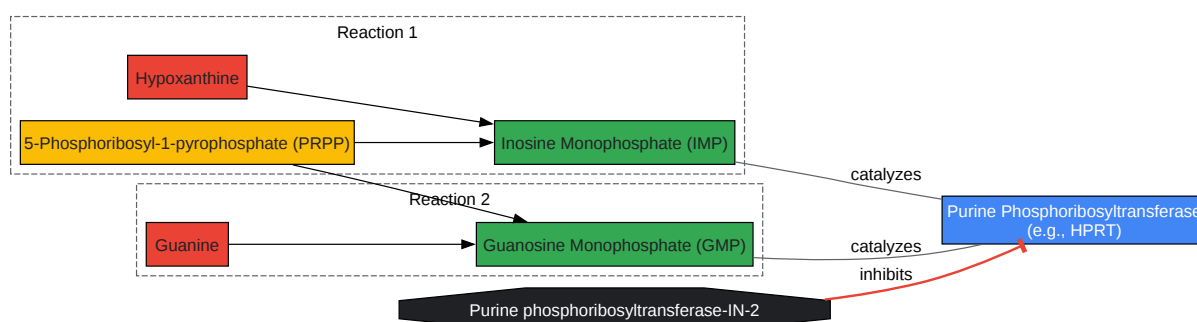 Reaction 1
Hypoxanthine
5-Phosphoribosyl-1-pyrophosphate (PRPP)
Inosine Monophosphate (IMP)
catalyzes
Reaction 2
Purine Phosphoribosyltransferase
(e.g., HPRT)
Guanine
Guanosine Monophosphate (GMP)
catalyzes
inhibits
Purine phosphoribosyltransferase-IN-2